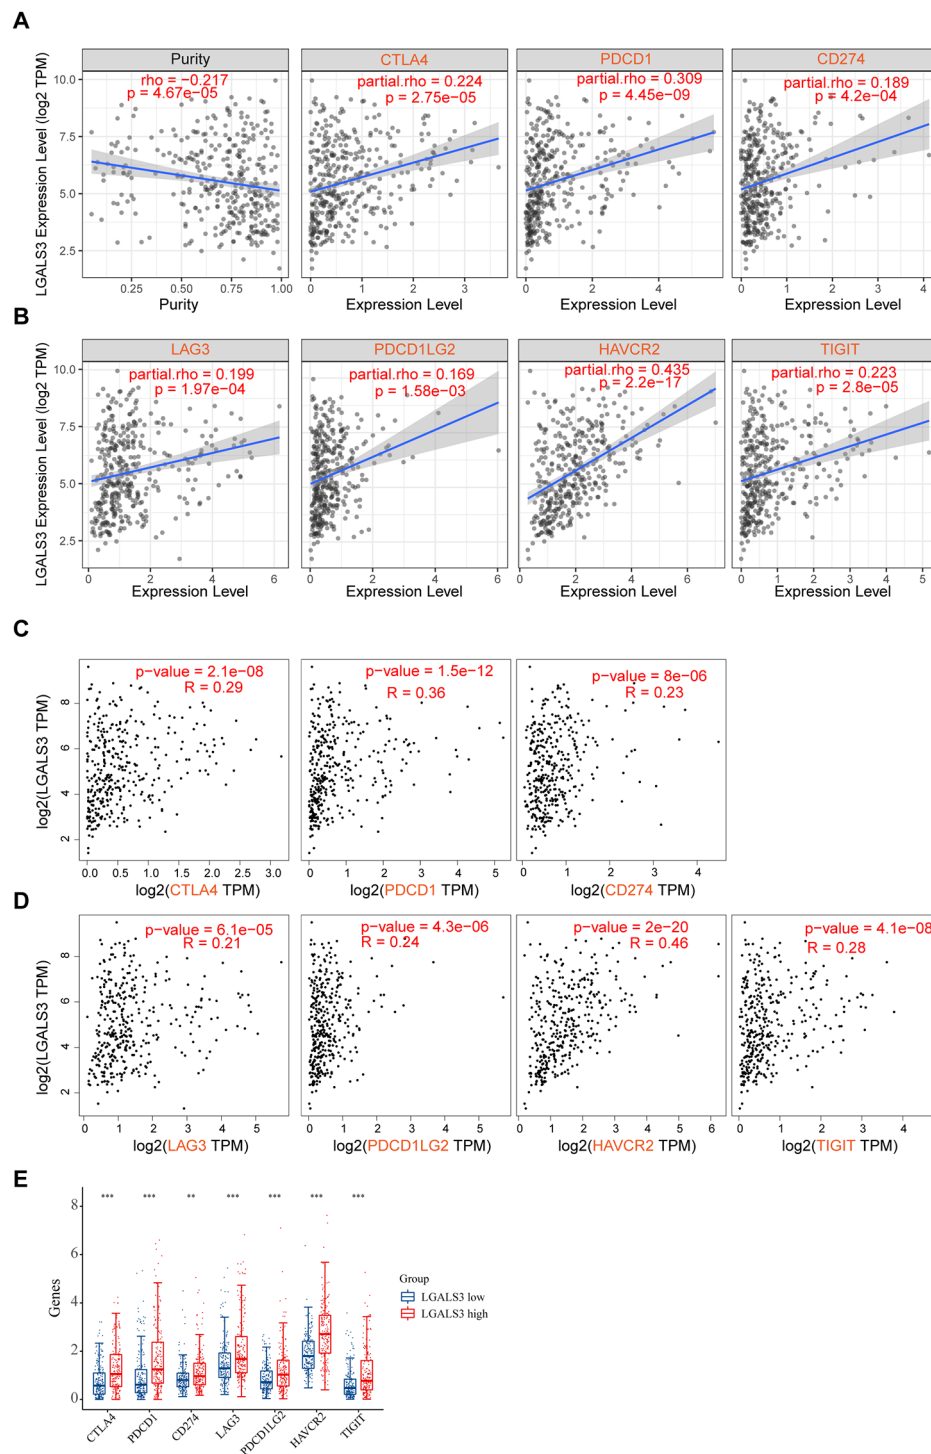 A
Purity
CTLA4
PDCD1
CD274
rho = −0.217
p = 4.67e−05
partial.rho = 0.224
p = 2.75e−05
partial.rho = 0.309
p = 4.45e−09
partial.rho = 0.189
p = 4.2e−04
LGALS3 Expression Level (log2 TPM)
10.0
7.5
5.0
2.5
0.25 0.50 0.75 1.00
0 1 2 3
0 2 4
0 1 2 3 4
Purity
Expression Level
Expression Level
Expression Level
B
LAG3
PDCD1LG2
HAVCR2
TIGIT
partial.rho = 0.199
p = 1.97e−04
partial.rho = 0.169
p = 1.58e−03
partial.rho = 0.435
p = 2.2e−17
partial.rho = 0.223
p = 2.8e−05
LGALS3 Expression Level (log2 TPM)
10.0
7.5
5.0
2.5
0 2 4 6
0 2 4 6
0 2 4 6
0 1 2 3 4 5
Expression Level
Expression Level
Expression Level
Expression Level
C
p−value = 2.1e−08
R = 0.29
p−value = 1.5e−12
R = 0.36
p−value = 8e−06
R = 0.23
log2(LGALS3 TPM)
8
6
4
2
0.0 0.5 1.0 1.5 2.0 2.5 3.0
0 1 2 3 4 5
0 1 2 3 4
log2(CTLA4 TPM)
log2(PDCD1 TPM)
log2(CD274 TPM)
D
p−value = 6.1e−05
R = 0.21
p−value = 4.3e−06
R = 0.24
p−value = 2e−20
R = 0.46
p−value = 4.1e−08
R = 0.28
log2(LGALS3 TPM)
8
6
4
2
0 1 2 3 4 5
0 1 2 3 4 5
0 1 2 3 4 5 6
0 1 2 3 4
log2(LAG3 TPM)
log2(PDCD1LG2 TPM)
log2(HAVCR2 TPM)
log2(TIGIT TPM)
E
*** *** ** *** *** *** ***
Genes
8
6
4
2
0
Group
LGALS3 low
LGALS3 high
CTLA4
PDCD1
CD274
LAG3
PDCD1LG2
HAVCR2
TIGIT